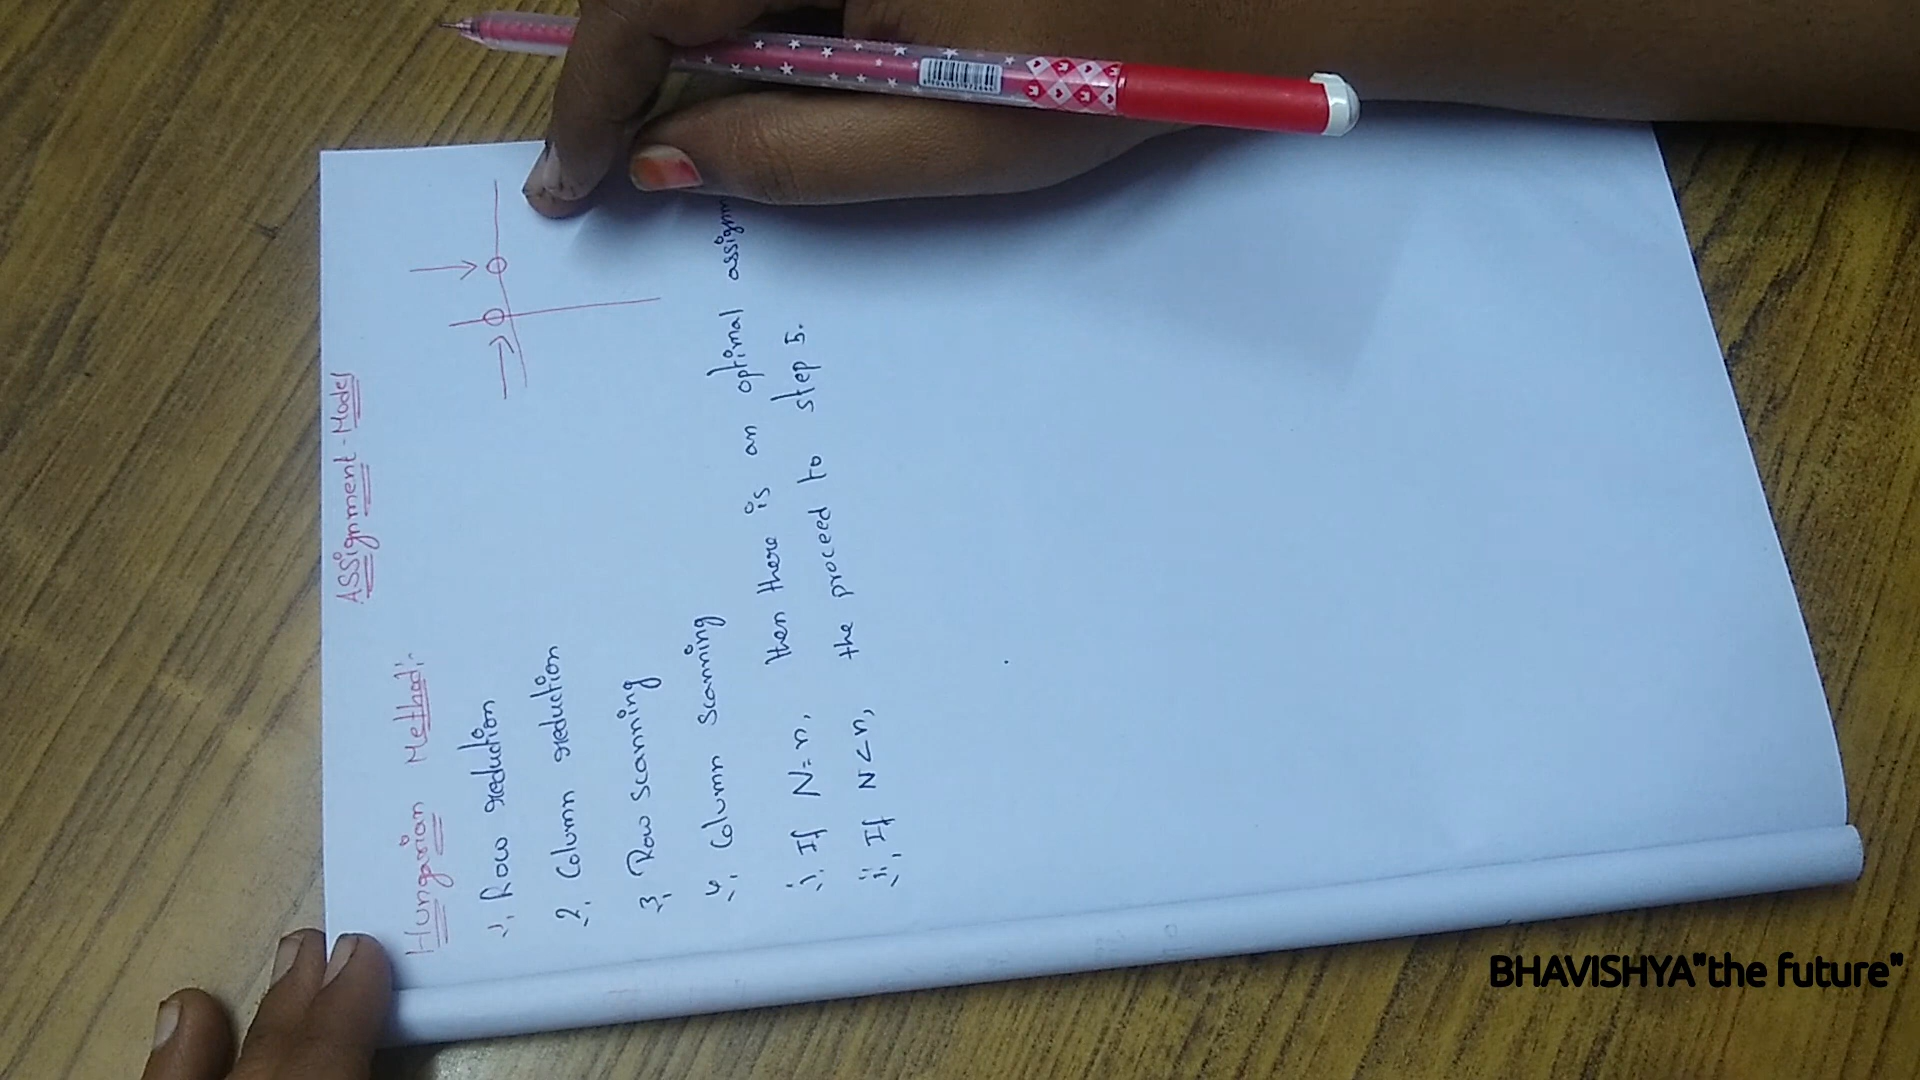 Assignment-Model
Hungarian Method:-
1, Row reduction
2, Column reduction
3, Row scanning
4, Column scanning
i, If N=n, then there is an optimal assignm
ii, If N<n, the proceed to step 5.
BHAVISHYA"the future"